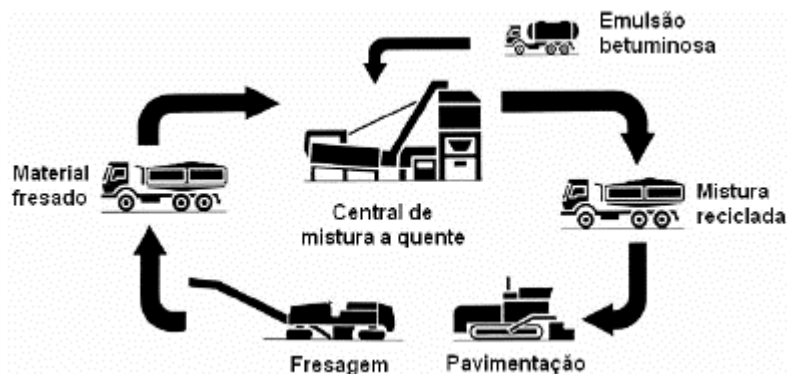 Emulsão
betuminosa
Material
fresado
Central de
mistura a quente
Mistura
reciclada
Fresagem
Pavimentação